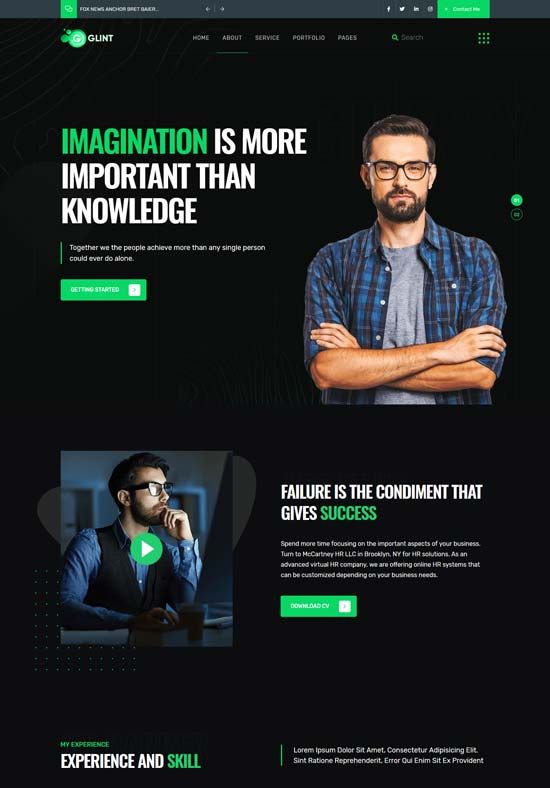 FOX NEWS ANCHOR BRET BAIER...
Contact Me
GLINT
HOME ABOUT SERVICE PORTFOLIO PAGES
Search
IMAGINATION IS MORE
IMPORTANT THAN
KNOWLEDGE
01
02
Together we the people achieve more than any single person
could ever do alone.
GETTING STARTED
FAILURE IS THE CONDIMENT THAT
GIVES SUCCESS
Spend more time focusing on the important aspects of your business.
Turn to McCartney HR LLC in Brooklyn, NY for HR solutions. As an
advanced virtual HR company, we are offering online HR systems that
can be customized depending on your business needs.
DOWNLOAD CV
MY EXPERIENCE
EXPERIENCE AND SKILL
Lorem Ipsum Dolor Sit Amet, Consectetur Adipisicing Elit.
Sint Ratione Reprehenderit, Error Qui Enim Sit Ex Provident